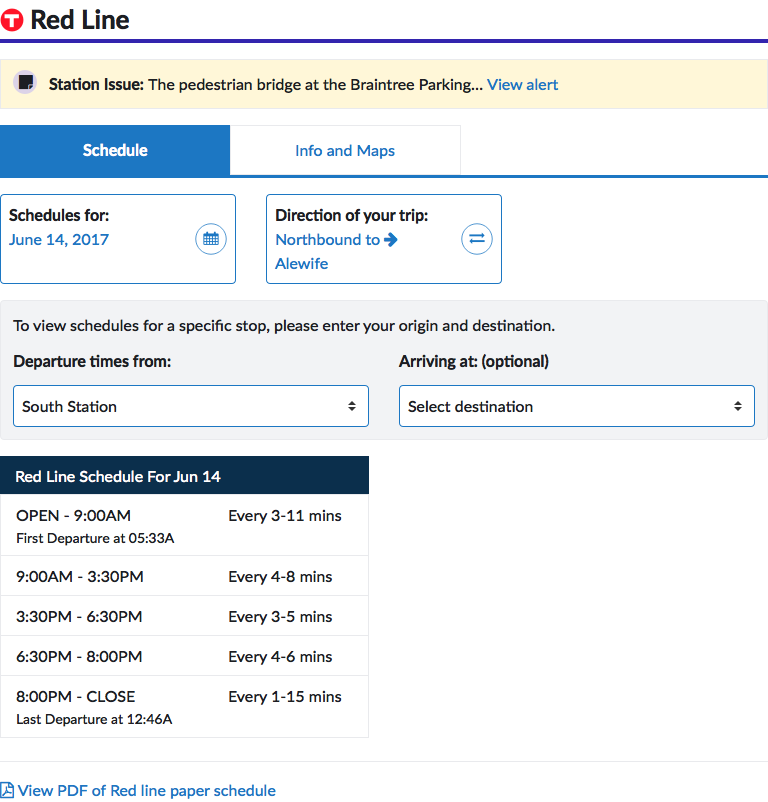 T Red Line
Station Issue: The pedestrian bridge at the Braintree Parking... View alert
Schedule
Info and Maps
Schedules for:
June 14, 2017
Direction of your trip:
Northbound to
Alewife
To view schedules for a specific stop, please enter your origin and destination.
Departure times from:
South Station
Arriving at: (optional)
Select destination
Red Line Schedule For Jun 14
OPEN - 9:00AM Every 3-11 mins
First Departure at 05:33A
9:00AM - 3:30PM Every 4-8 mins
3:30PM - 6:30PM Every 3-5 mins
6:30PM - 8:00PM Every 4-6 mins
8:00PM - CLOSE Every 1-15 mins
Last Departure at 12:46A
View PDF of Red line paper schedule